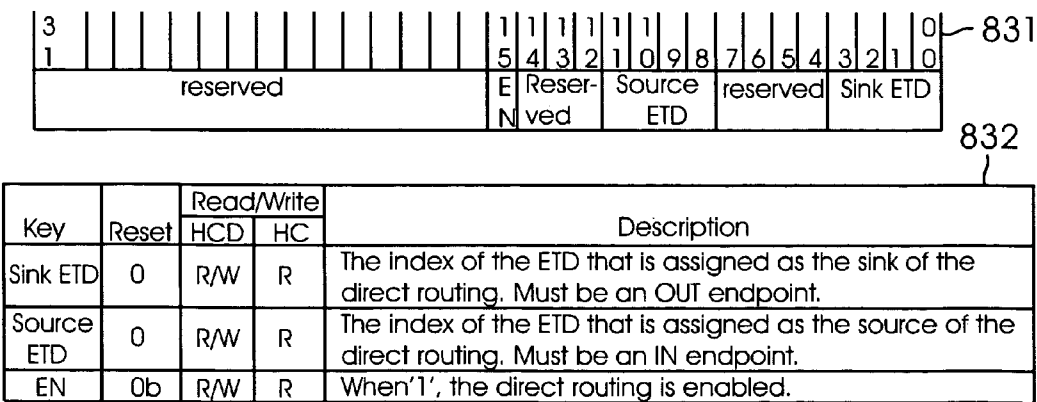 3 1 1 1 1 1 1 0 831
1 5 4 3 2 1 0 9 8 7 6 5 4 3 2 1 0
reserved E Reser- Source reserved Sink ETD
N ved ETD
832
Read/Write
Key Reset HCD HC Description
Sink ETD 0 R/W R The index of the ETD that is assigned as the sink of the
direct routing. Must be an OUT endpoint.
Source The index of the ETD that is assigned as the source of the
ETD 0 R/W R direct routing. Must be an IN endpoint.
EN 0b R/W R When'1', the direct routing is enabled.